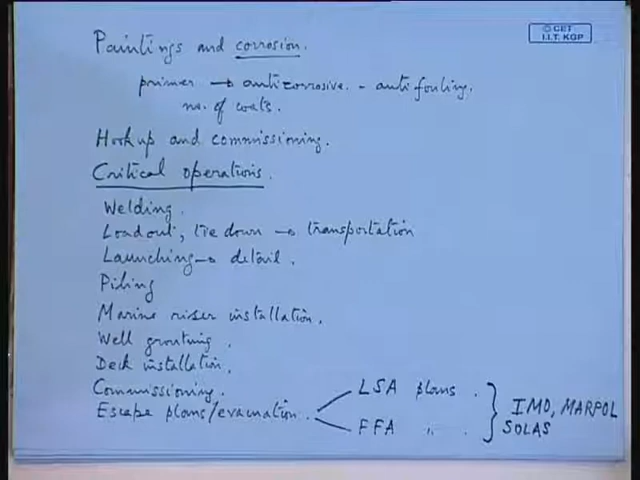 © CET
I.I.T. KGP
Paintings and corrosion.
primer → anticorrosive. - antifouling.
no. of coats.
Hookup and commissioning.
Critical operations.
Welding.
Loadout, tie down → transportation
Launching → detail.
Piling
Marine riser installation.
Well grouting.
Deck installation.
Commissioning.
Escape plans/evacuation. LSA plans.
FFA " .
IMO, MARPOL
SOLAS